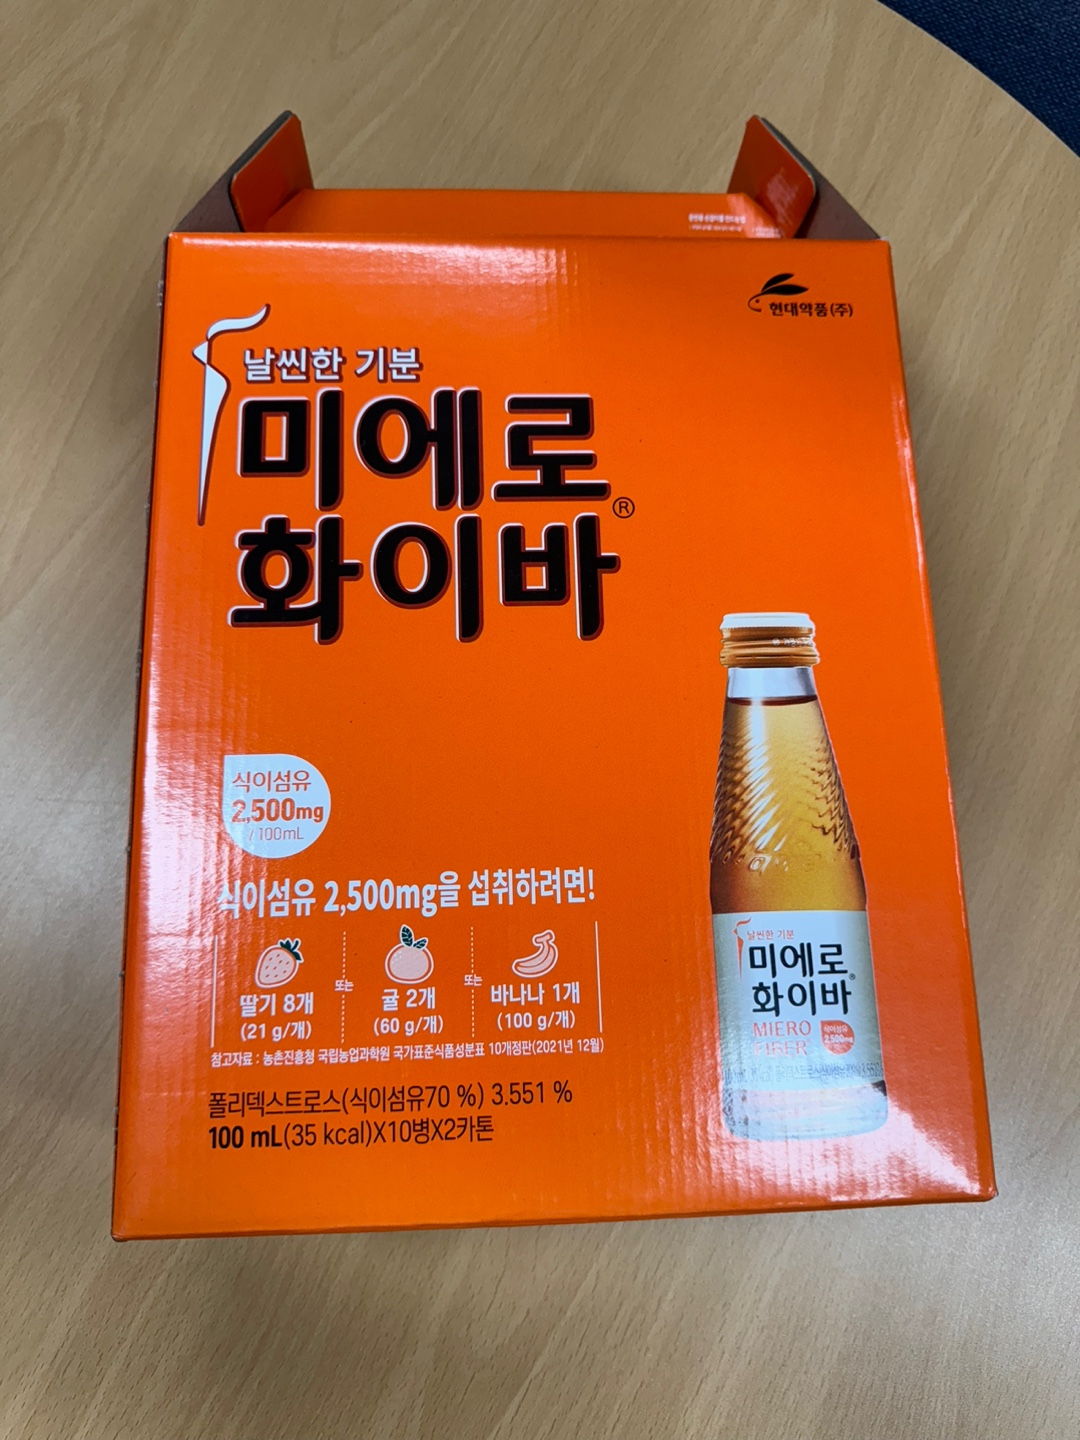 현대약품(주)
날씬한 기분
미에로
화이바®
식이섬유
2,500mg
/100mL
식이섬유 2,500mg을 섭취하려면!
딸기 8개
(21 g/개)
또는
귤 2개
(60 g/개)
또는
바나나 1개
(100 g/개)
참고자료 : 농촌진흥청 국립농업과학원 국가표준식품성분표 10개정판(2021년 12월)
폴리덱스트로스(식이섬유70 %) 3.551 %
100 mL(35 kcal)X10병X2카톤
날씬한 기분
미에로
화이바®
MIERO
FIBER
식이섬유
2,500mg